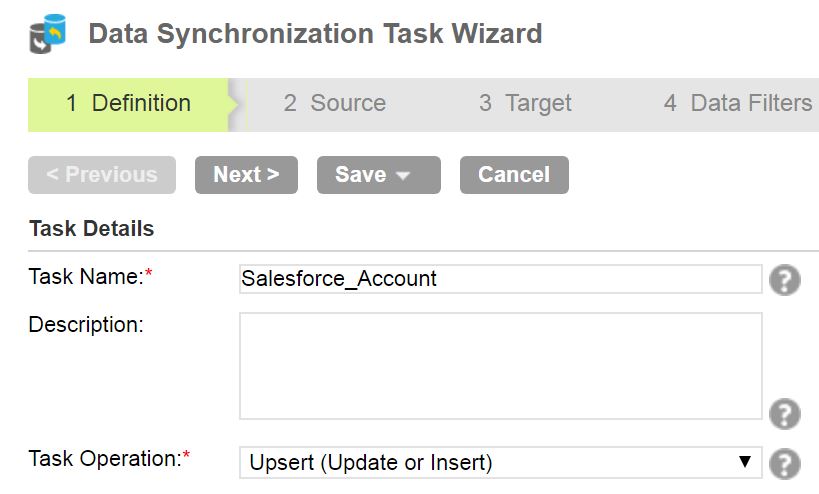 Data Synchronization Task Wizard
1 Definition 2 Source 3 Target 4 Data Filters
< Previous Next > Save Cancel
Task Details
Task Name:* Salesforce_Account ?
Description:
?
Task Operation:* Upsert (Update or Insert) ?